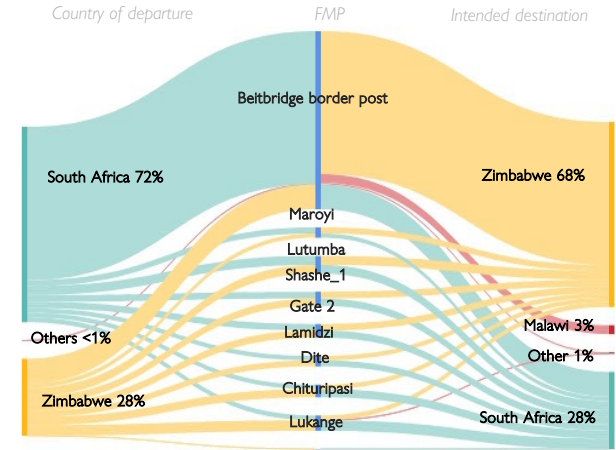 Country of departure
FMP
Intended destination
Beitbridge border post
South Africa 72%
Zimbabwe 68%
Maroyi
Lutumba
Shashe_1
Gate 2
Malawi 3%
Lamidzi
Others <1%
Dite
Other 1%
Chituripasi
Zimbabwe 28%
Lukange
South Africa 28%